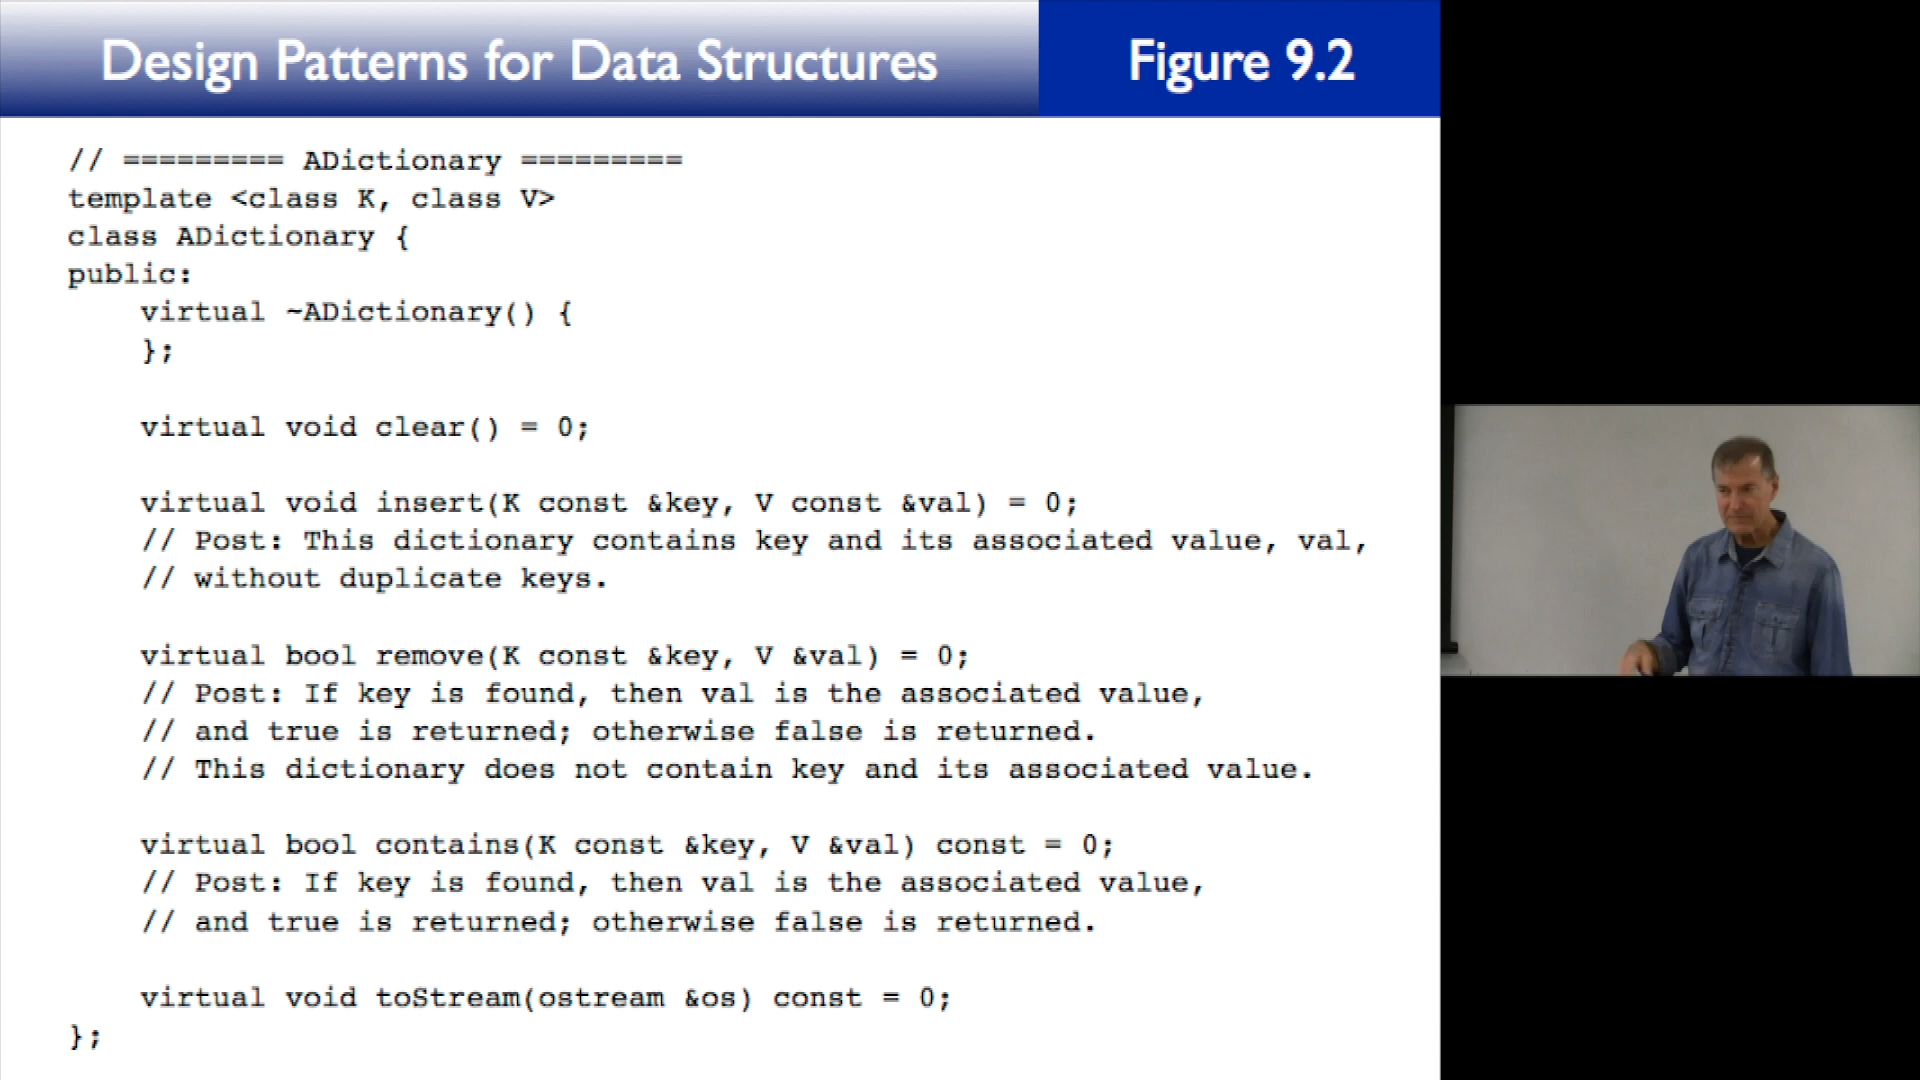 Design Patterns for Data Structures
Figure 9.2
// ========= ADictionary =========
template <class K, class V>
class ADictionary {
public:
    virtual ~ADictionary() {
    };
    virtual void clear() = 0;
    virtual void insert(K const &key, V const &val) = 0;
    // Post: This dictionary contains key and its associated value, val,
    // without duplicate keys.
    virtual bool remove(K const &key, V &val) = 0;
    // Post: If key is found, then val is the associated value,
    // and true is returned; otherwise false is returned.
    // This dictionary does not contain key and its associated value.
    virtual bool contains(K const &key, V &val) const = 0;
    // Post: If key is found, then val is the associated value,
    // and true is returned; otherwise false is returned.
    virtual void toStream(ostream &os) const = 0;
};